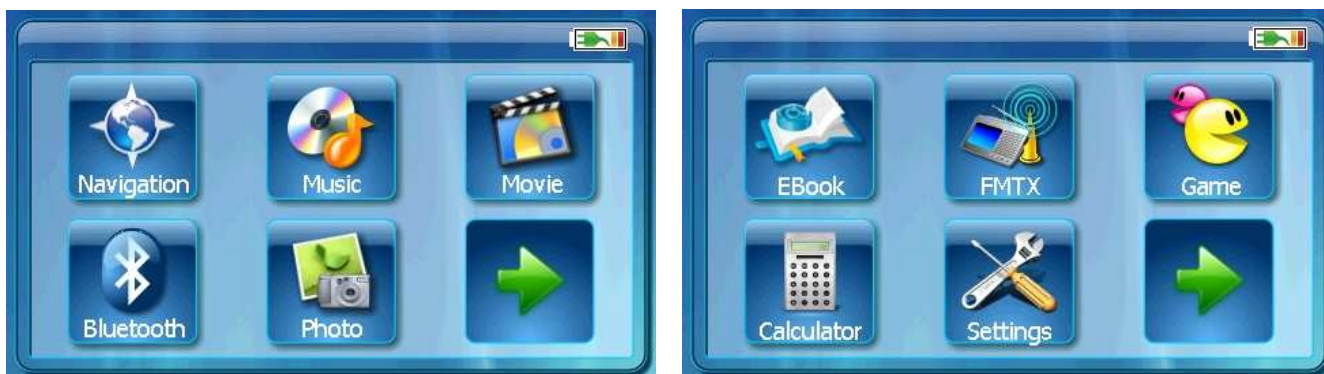 Navigation Music Movie
Bluetooth Photo
EBook FMTX Game
Calculator Settings